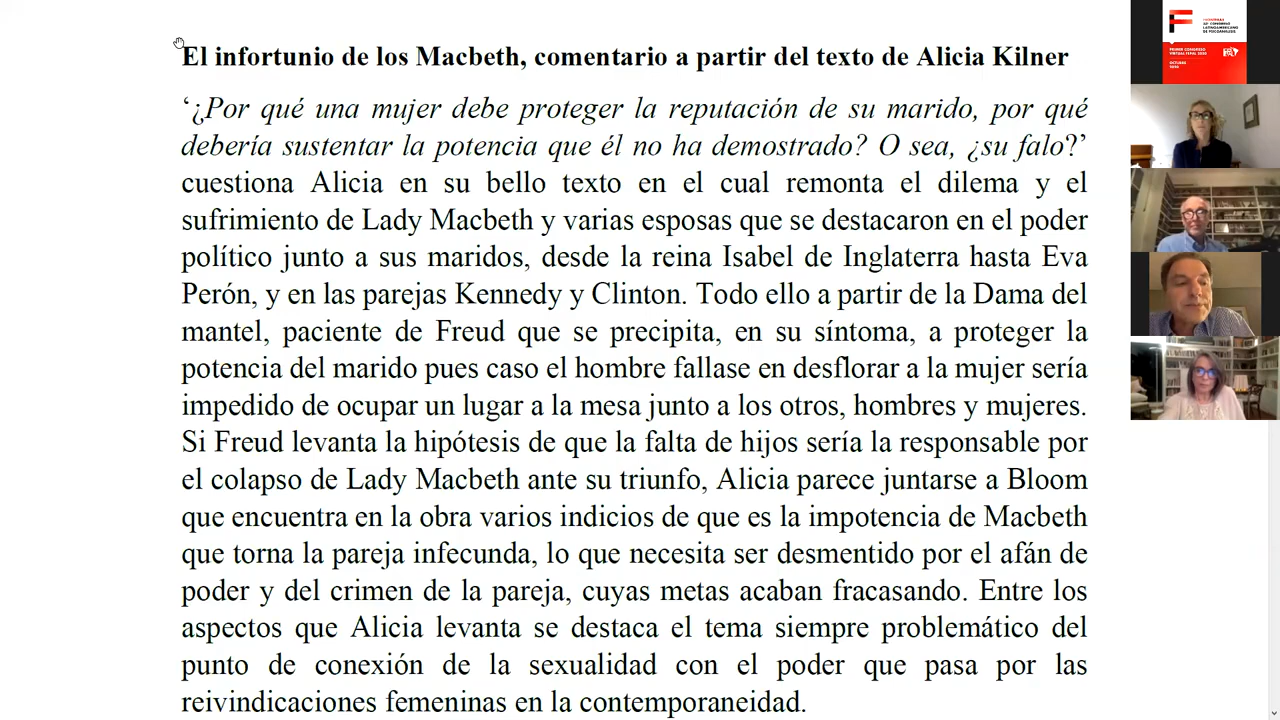 El infortunio de los Macbeth, comentario a partir del texto de Alicia Kilner
‘¿Por qué una mujer debe proteger la reputación de su marido, por qué
debería sustentar la potencia que él no ha demostrado? O sea, ¿su falo?’
cuestiona Alicia en su bello texto en el cual remonta el dilema y el
sufrimiento de Lady Macbeth y varias esposas que se destacaron en el poder
político junto a sus maridos, desde la reina Isabel de Inglaterra hasta Eva
Perón, y en las parejas Kennedy y Clinton. Todo ello a partir de la Dama del
mantel, paciente de Freud que se precipita, en su síntoma, a proteger la
potencia del marido pues caso el hombre fallase en desflorar a la mujer sería
impedido de ocupar un lugar a la mesa junto a los otros, hombres y mujeres.
Si Freud levanta la hipótesis de que la falta de hijos sería la responsable por
el colapso de Lady Macbeth ante su triunfo, Alicia parece juntarse a Bloom
que encuentra en la obra varios indicios de que es la impotencia de Macbeth
que torna la pareja infecunda, lo que necesita ser desmentido por el afán de
poder y del crimen de la pareja, cuyas metas acaban fracasando. Entre los
aspectos que Alicia levanta se destaca el tema siempre problemático del
punto de conexión de la sexualidad con el poder que pasa por las
reivindicaciones femeninas en la contemporaneidad.